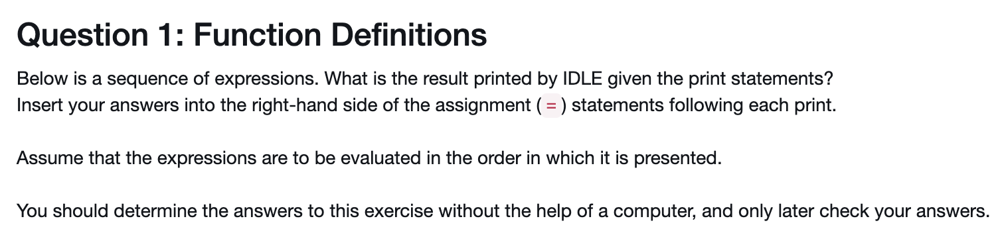 Question 1: Function Definitions
Below is a sequence of expressions. What is the result printed by IDLE given the print statements?
Insert your answers into the right-hand side of the assignment ( = ) statements following each print.
Assume that the expressions are to be evaluated in the order in which it is presented.
You should determine the answers to this exercise without the help of a computer, and only later check your answers.